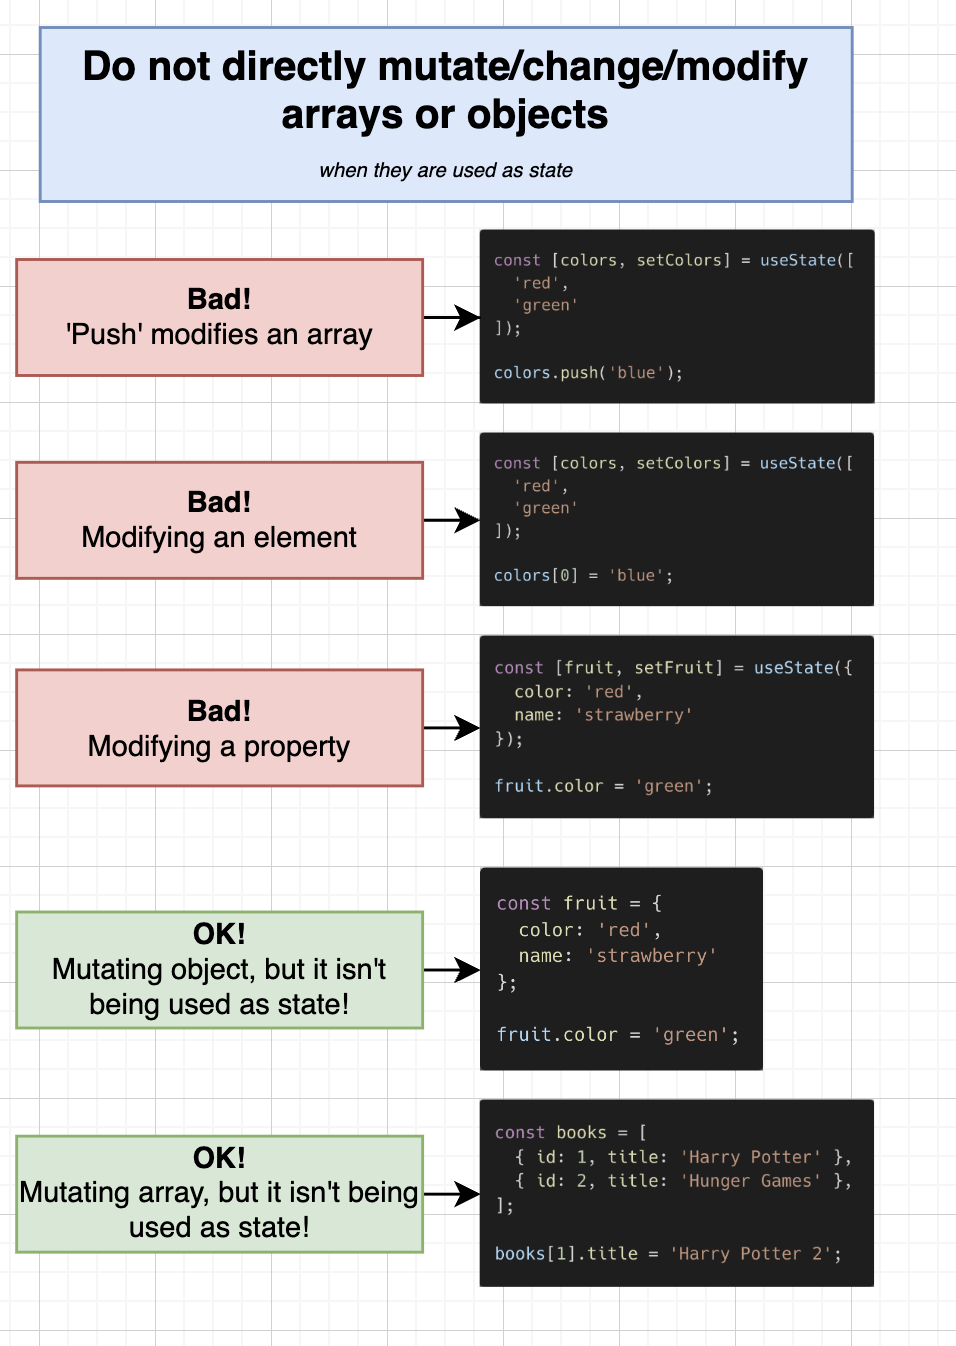 Do not directly mutate/change/modify
arrays or objects
when they are used as state
Bad!
'Push' modifies an array
const [colors, setColors] = useState([
  'red',
  'green'
]);
colors.push('blue');
Bad!
Modifying an element
const [colors, setColors] = useState([
  'red',
  'green'
]);
colors[0] = 'blue';
Bad!
Modifying a property
const [fruit, setFruit] = useState({
  color: 'red',
  name: 'strawberry'
});
fruit.color = 'green';
OK!
Mutating object, but it isn't
being used as state!
const fruit = {
  color: 'red',
  name: 'strawberry'
};
fruit.color = 'green';
OK!
Mutating array, but it isn't being
used as state!
const books = [
  { id: 1, title: 'Harry Potter' },
  { id: 2, title: 'Hunger Games' },
];
books[1].title = 'Harry Potter 2';